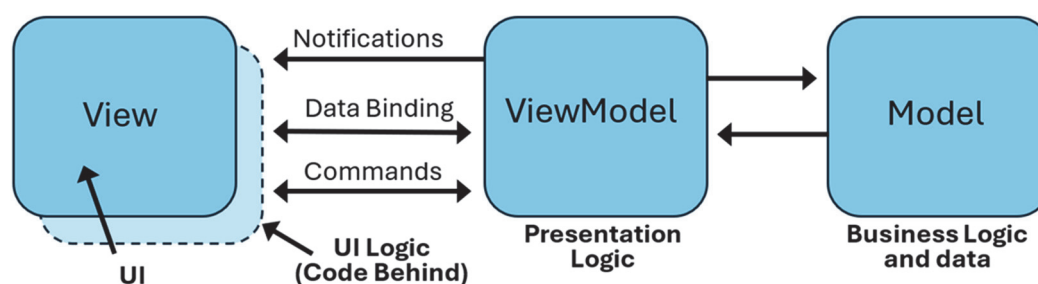 Notifications
View
Data Binding
ViewModel
Model
Commands
UI
UI Logic
(Code Behind)
Presentation
Logic
Business Logic
and data